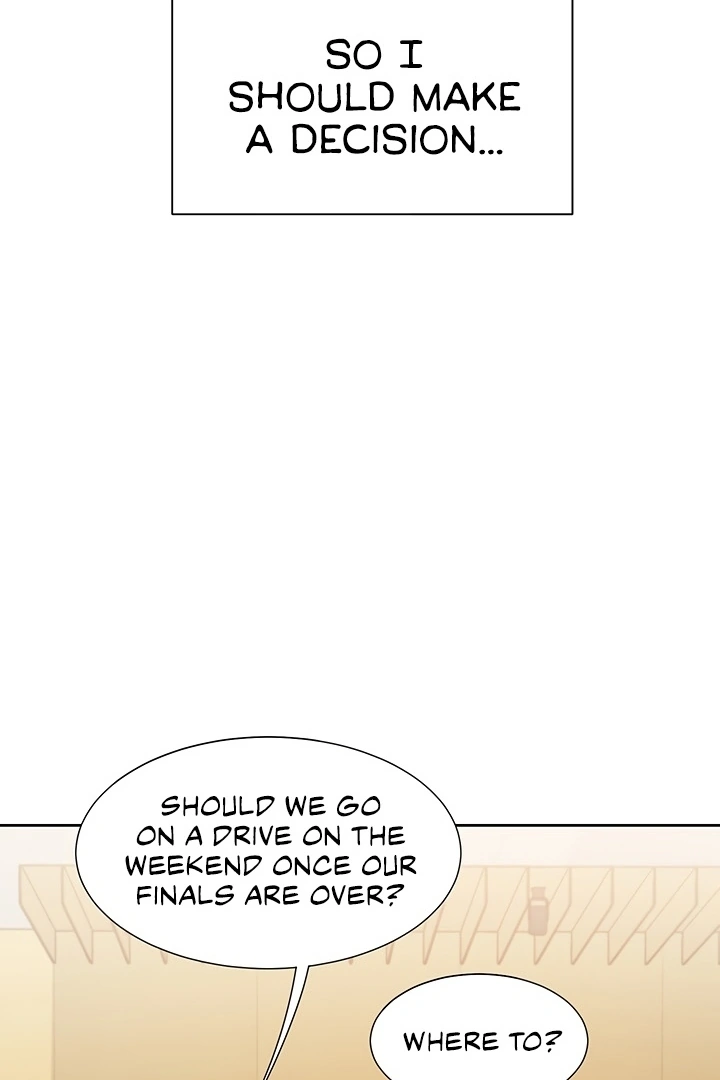 SO I
SHOULD MAKE
A DECISION...
SHOULD WE GO
ON A DRIVE ON THE
WEEKEND ONCE OUR
FINALS ARE OVER?
WHERE TO?